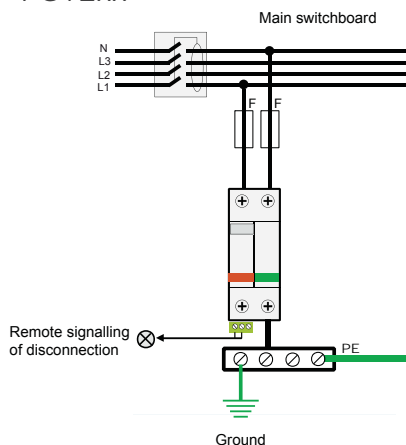 Main switchboard
N
L3
L2
L1
F F
Remote signalling
of disconnection
PE
Ground